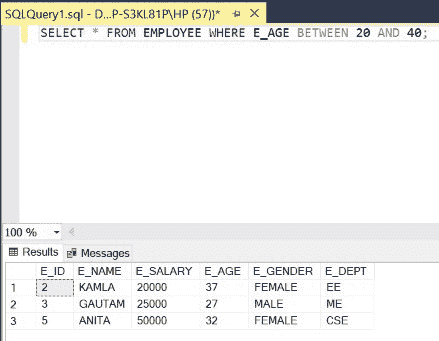 SQLQuery1.sql - D...P-S3KL81P\HP (57))*
SELECT * FROM EMPLOYEE WHERE E_AGE BETWEEN 20 AND 40;
100 %
Results Messages
E_ID E_NAME E_SALARY E_AGE E_GENDER E_DEPT
1 2 KAMLA 20000 37 FEMALE EE
2 3 GAUTAM 25000 27 MALE ME
3 5 ANITA 50000 32 FEMALE CSE